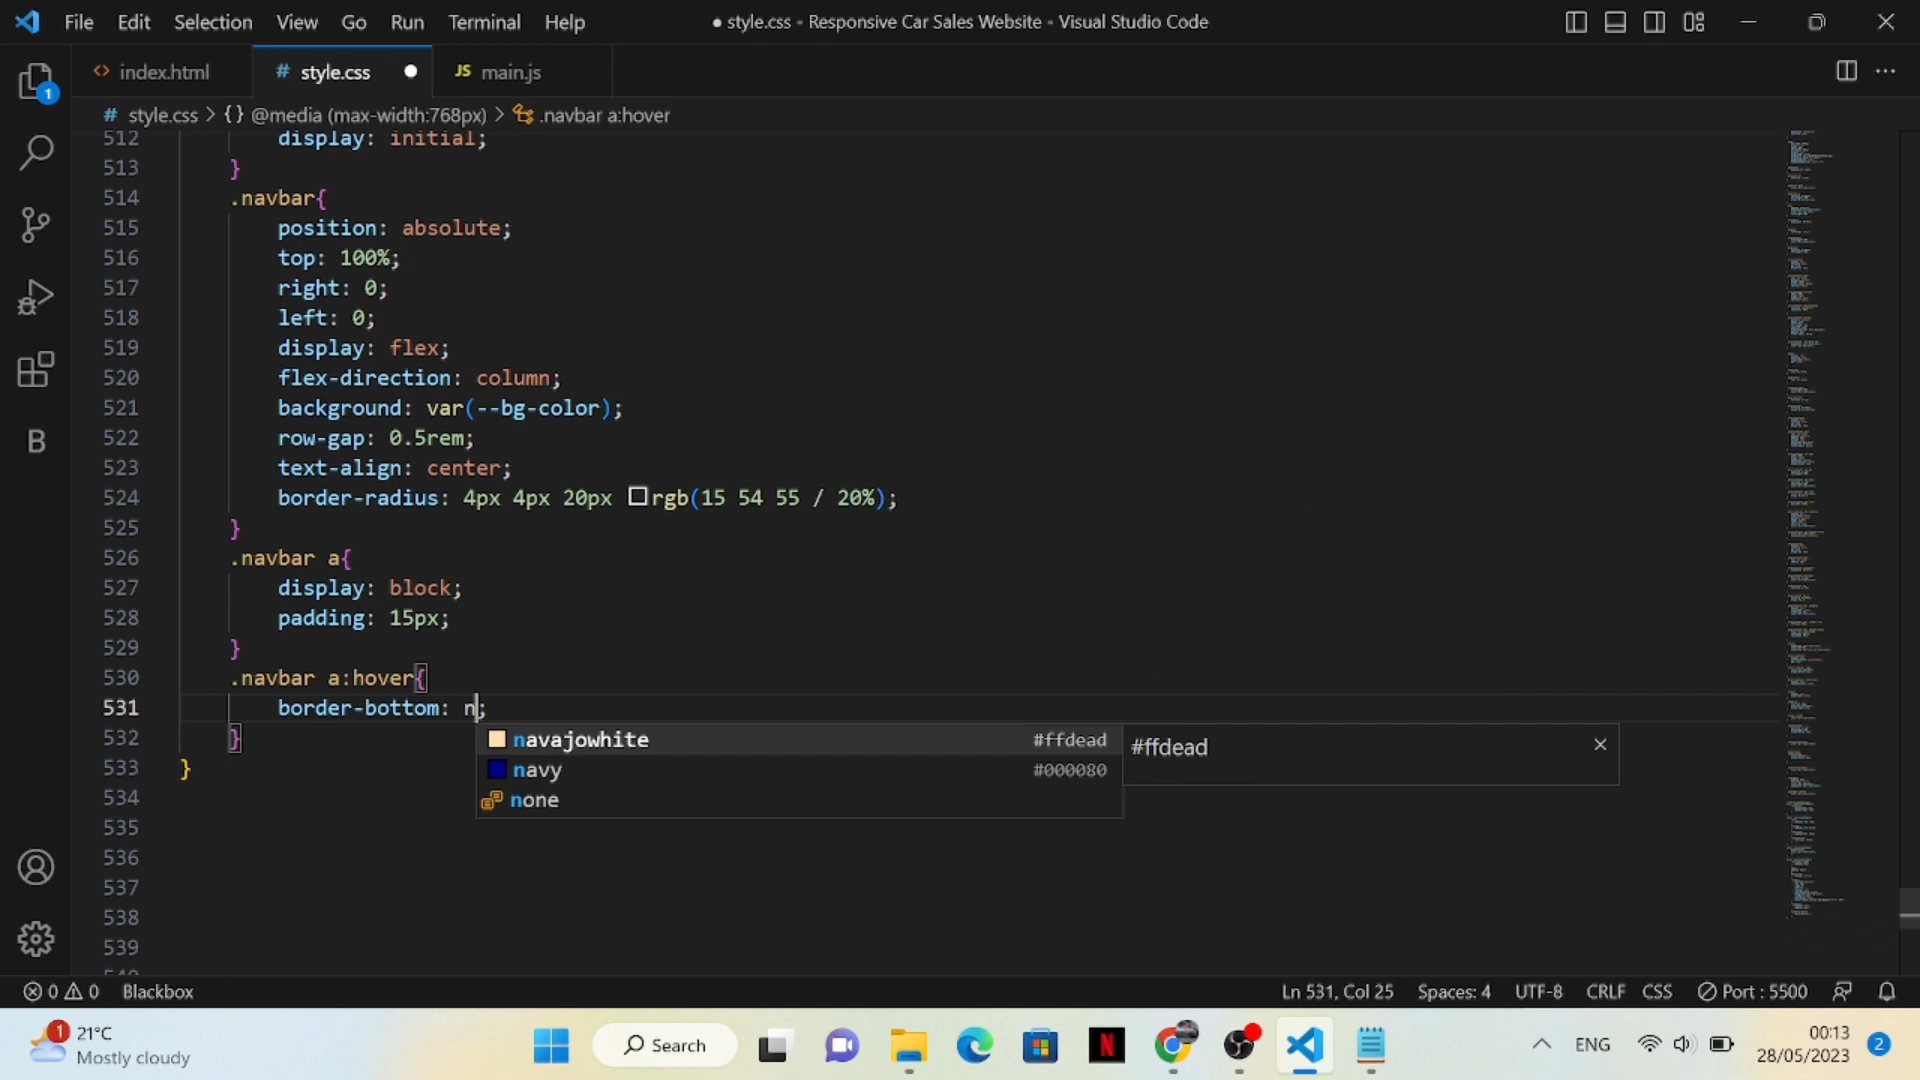 File Edit Selection View Go Run Terminal Help
● style.css - Responsive Car Sales Website - Visual Studio Code
<> index.html
# style.css ●
JS main.js
# style.css > {} @media (max-width:768px) > .navbar a:hover
512 display: initial;
513 }
514 .navbar{
515 position: absolute;
516 top: 100%;
517 right: 0;
518 left: 0;
519 display: flex;
520 flex-direction: column;
521 background: var(--bg-color);
522 row-gap: 0.5rem;
523 text-align: center;
524 border-radius: 4px 4px 20px rgb(15 54 55 / 20%);
525 }
526 .navbar a{
527 display: block;
528 padding: 15px;
529 }
530 .navbar a:hover{
531 border-bottom: n;
532 }
533 }
534
535
536
537
538
539
navajowhite #ffdead
navy #000080
none
#ffdead
1
B
0 0 Blackbox
Ln 531, Col 25 Spaces: 4 UTF-8 CRLF CSS Port : 5500
1 21°C
Mostly cloudy
Search
N
ENG
00:13
28/05/2023
2